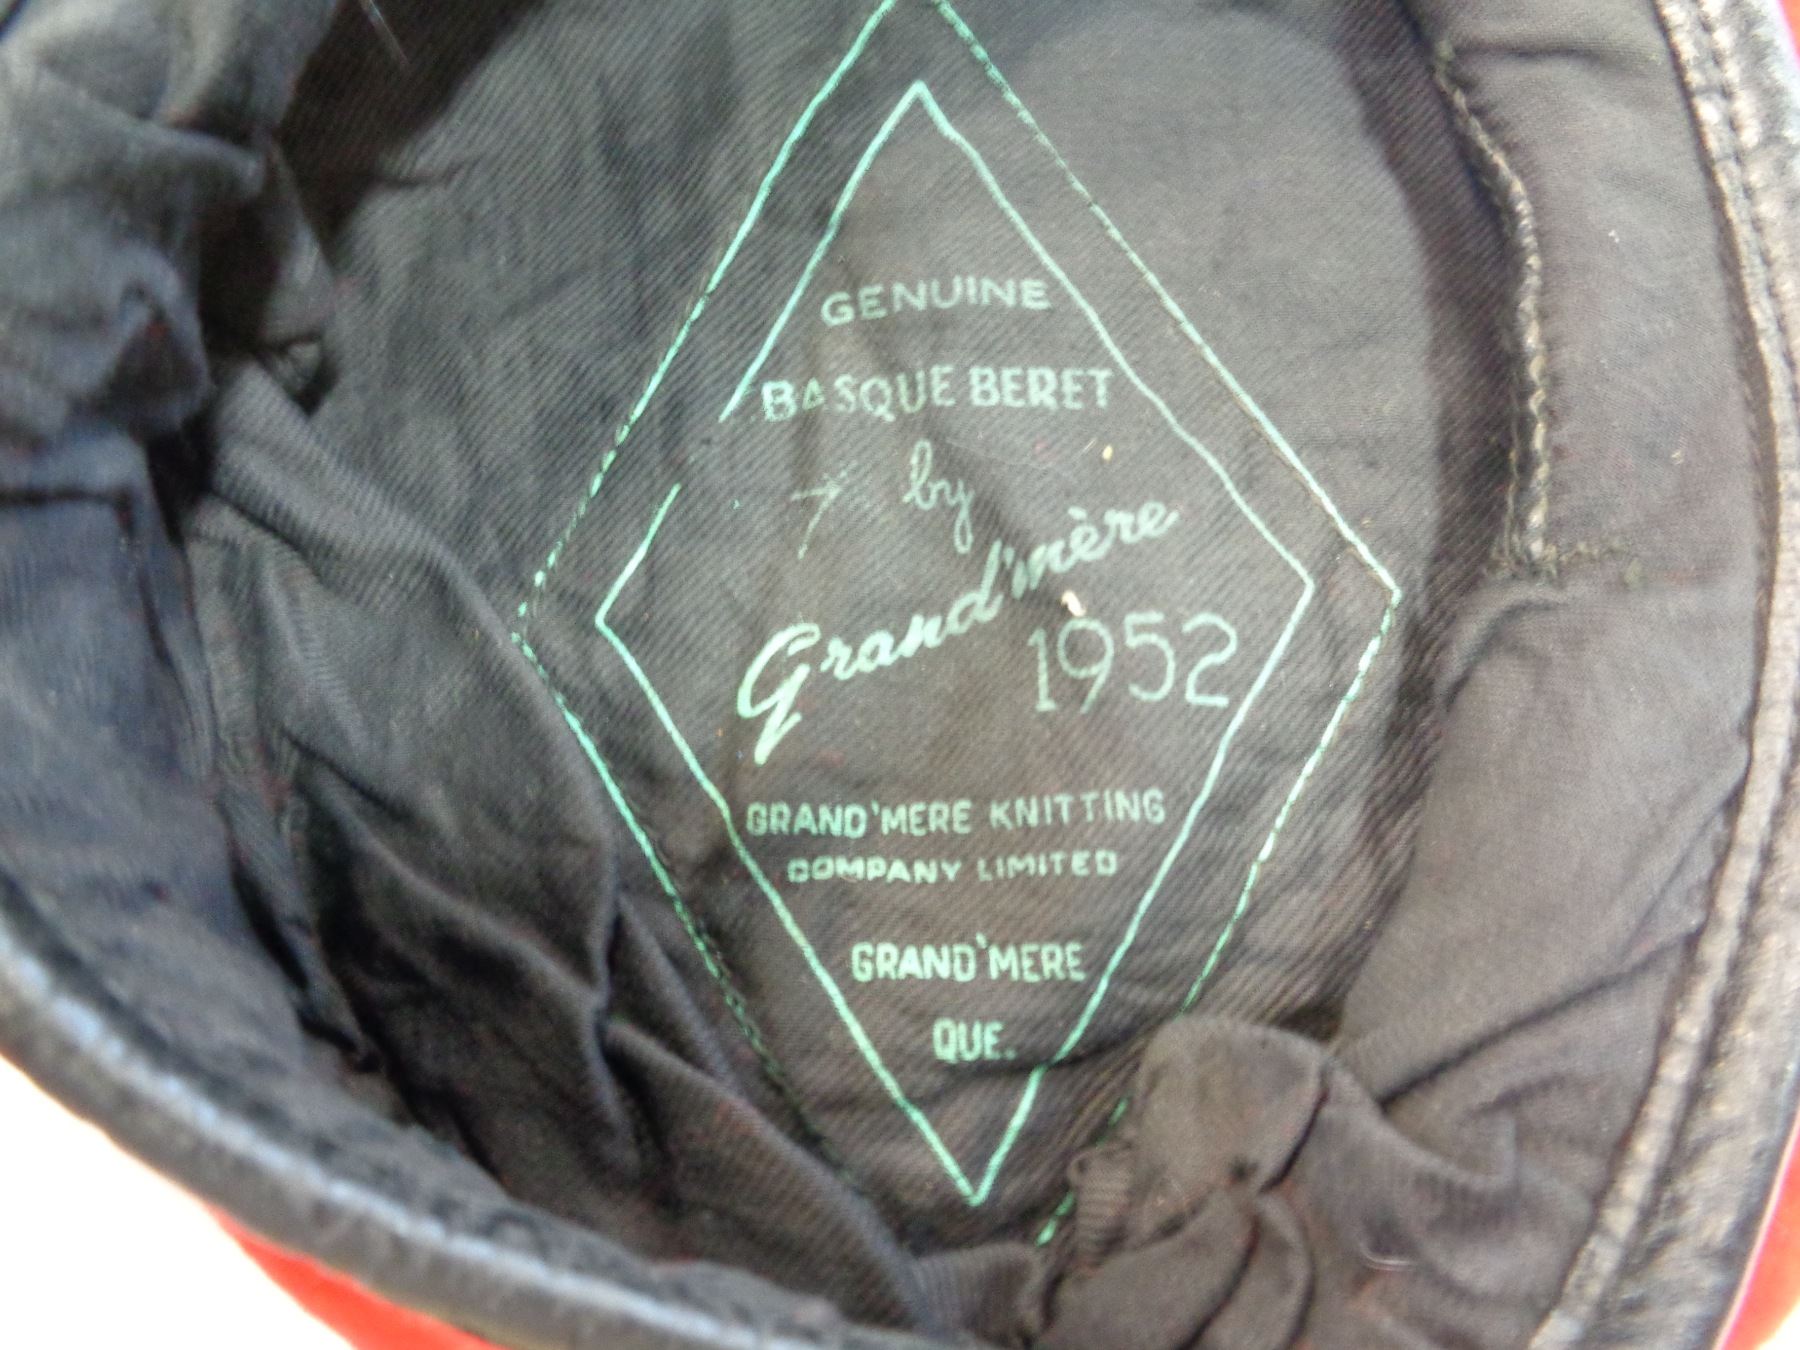 GENUINE
BASQUE BERET
by
Grand'mère
1952
GRAND'MERE KNITTING
COMPANY LIMITED
GRAND'MERE
QUE.